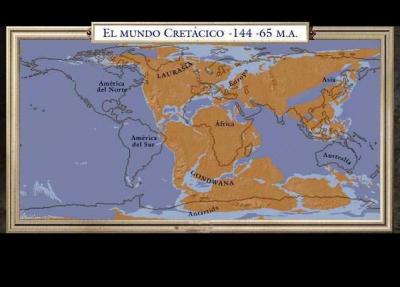 EL MUNDO CRETÁCICO -144 -65 M.A.
LAURASIA
Europa
Asia
América
del Norte
África
América
del Sur
Australia
GONDWANA
Antártida